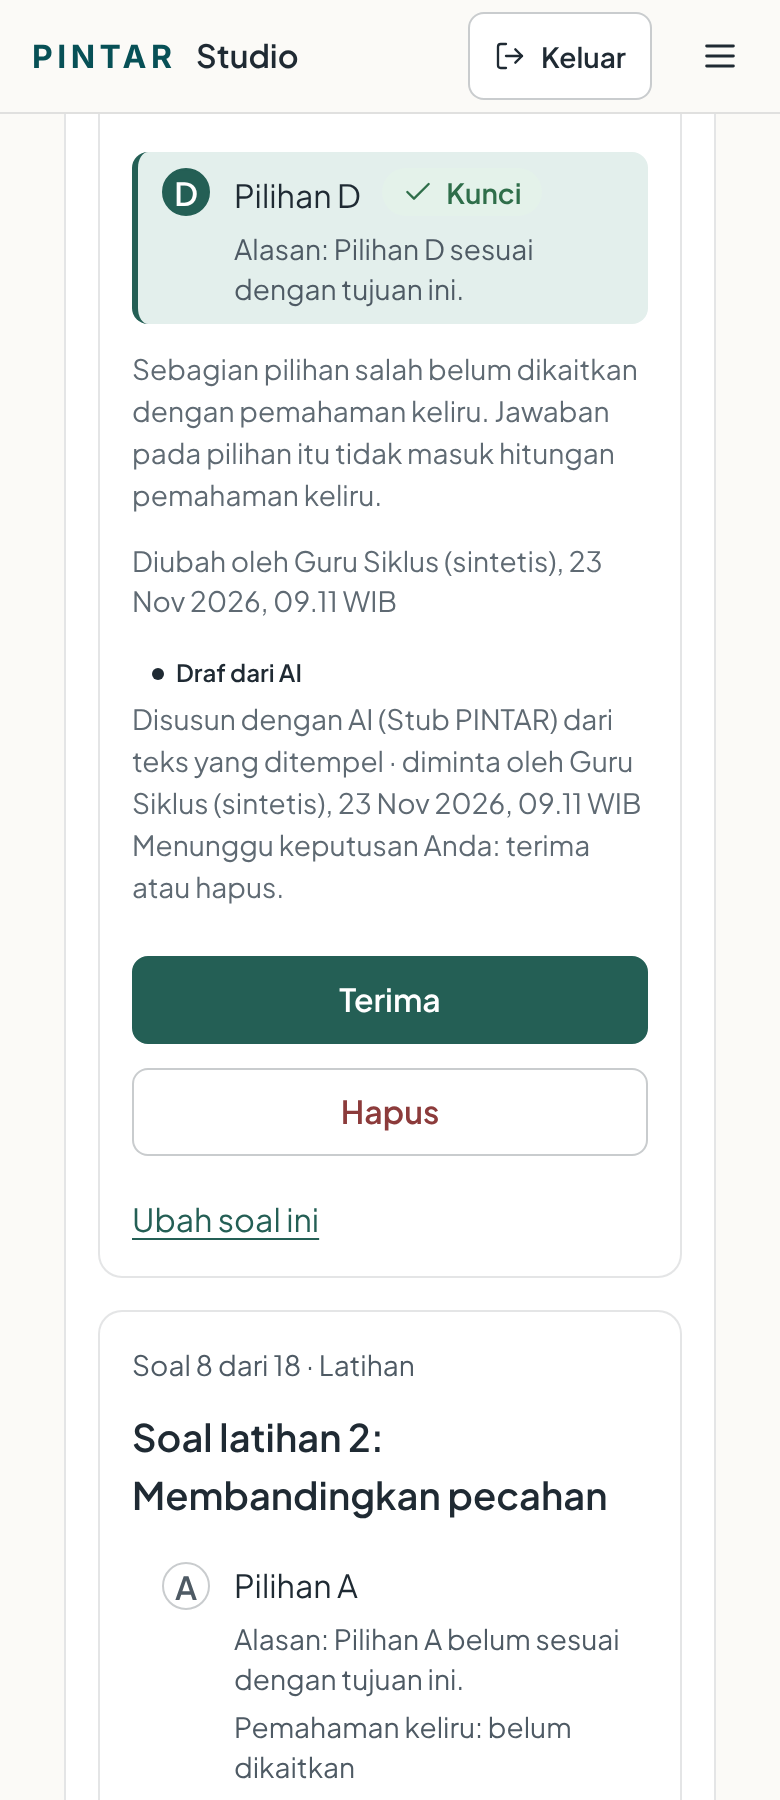 PINTAR Studio
Keluar
D Pilihan D Kunci
Alasan: Pilihan D sesuai
dengan tujuan ini.
Sebagian pilihan salah belum dikaitkan
dengan pemahaman keliru. Jawaban
pada pilihan itu tidak masuk hitungan
pemahaman keliru.
Diubah oleh Guru Siklus (sintetis), 23
Nov 2026, 09.11 WIB
• Draf dari AI
Disusun dengan AI (Stub PINTAR) dari
teks yang ditempel · diminta oleh Guru
Siklus (sintetis), 23 Nov 2026, 09.11 WIB
Menunggu keputusan Anda: terima
atau hapus.
Terima
Hapus
Ubah soal ini
Soal 8 dari 18 · Latihan
Soal latihan 2:
Membandingkan pecahan
A Pilihan A
Alasan: Pilihan A belum sesuai
dengan tujuan ini.
Pemahaman keliru: belum
dikaitkan